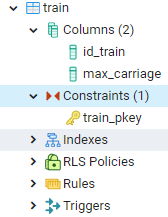 train
Columns (2)
id_train
max_carriage
Constraints (1)
train_pkey
Indexes
RLS Policies
Rules
Triggers